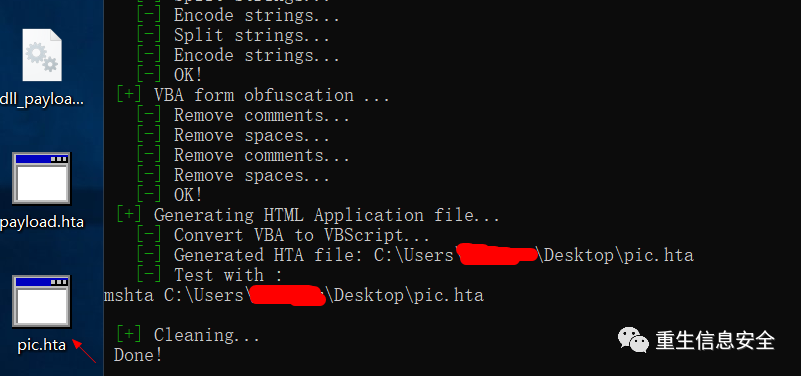 [-] Encode strings...
[-] Split strings...
[-] Encode strings...
[-] OK!
[+] VBA form obfuscation ...
[-] Remove comments...
[-] Remove spaces...
[-] Remove comments...
[-] Remove spaces...
[-] OK!
[+] Generating HTML Application file...
[-] Convert VBA to VBScript...
[-] Generated HTA file: C:\Users\ \Desktop\pic.hta
[-] Test with :
mshta C:\Users\ \Desktop\pic.hta
[+] Cleaning...
Done!
dll_payloa...
payload.hta
pic.hta
重生信息安全